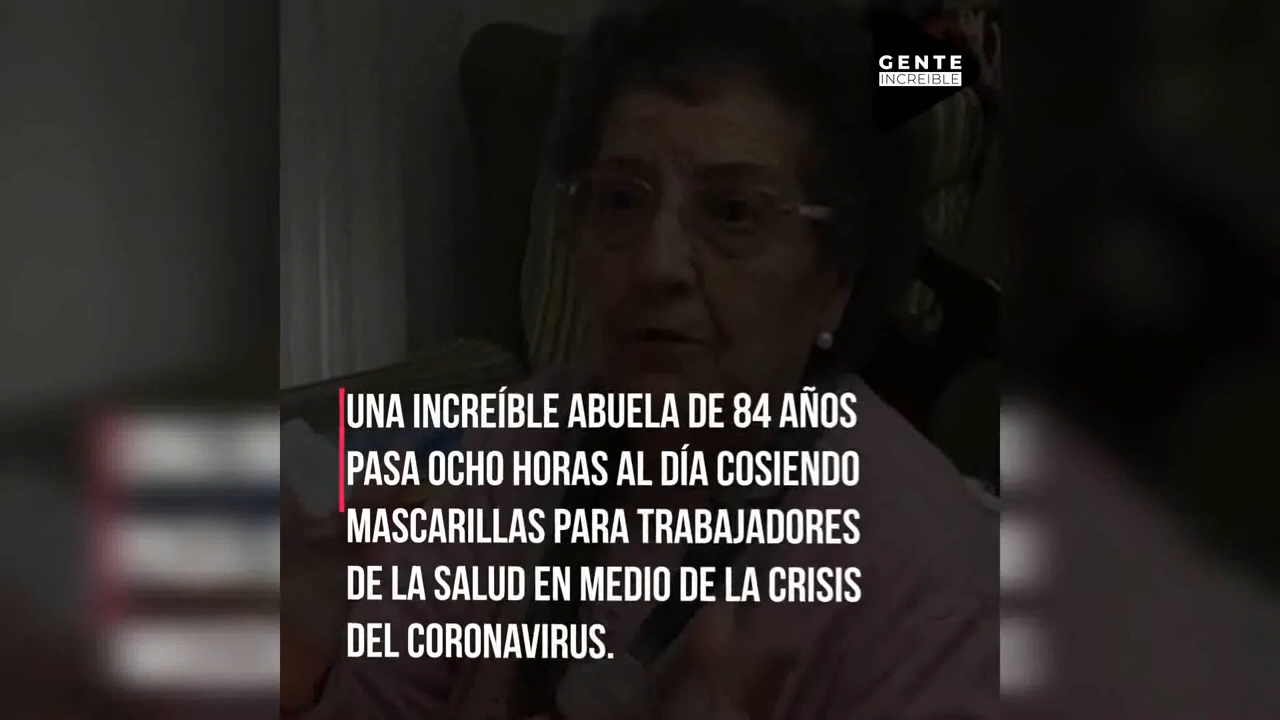 GENTE
INCREIBLE
UNA INCREÍBLE ABUELA DE 84 AÑOS
PASA OCHO HORAS AL DÍA COSIENDO
MASCARILLAS PARA TRABAJADORES
DE LA SALUD EN MEDIO DE LA CRISIS
DEL CORONAVIRUS.